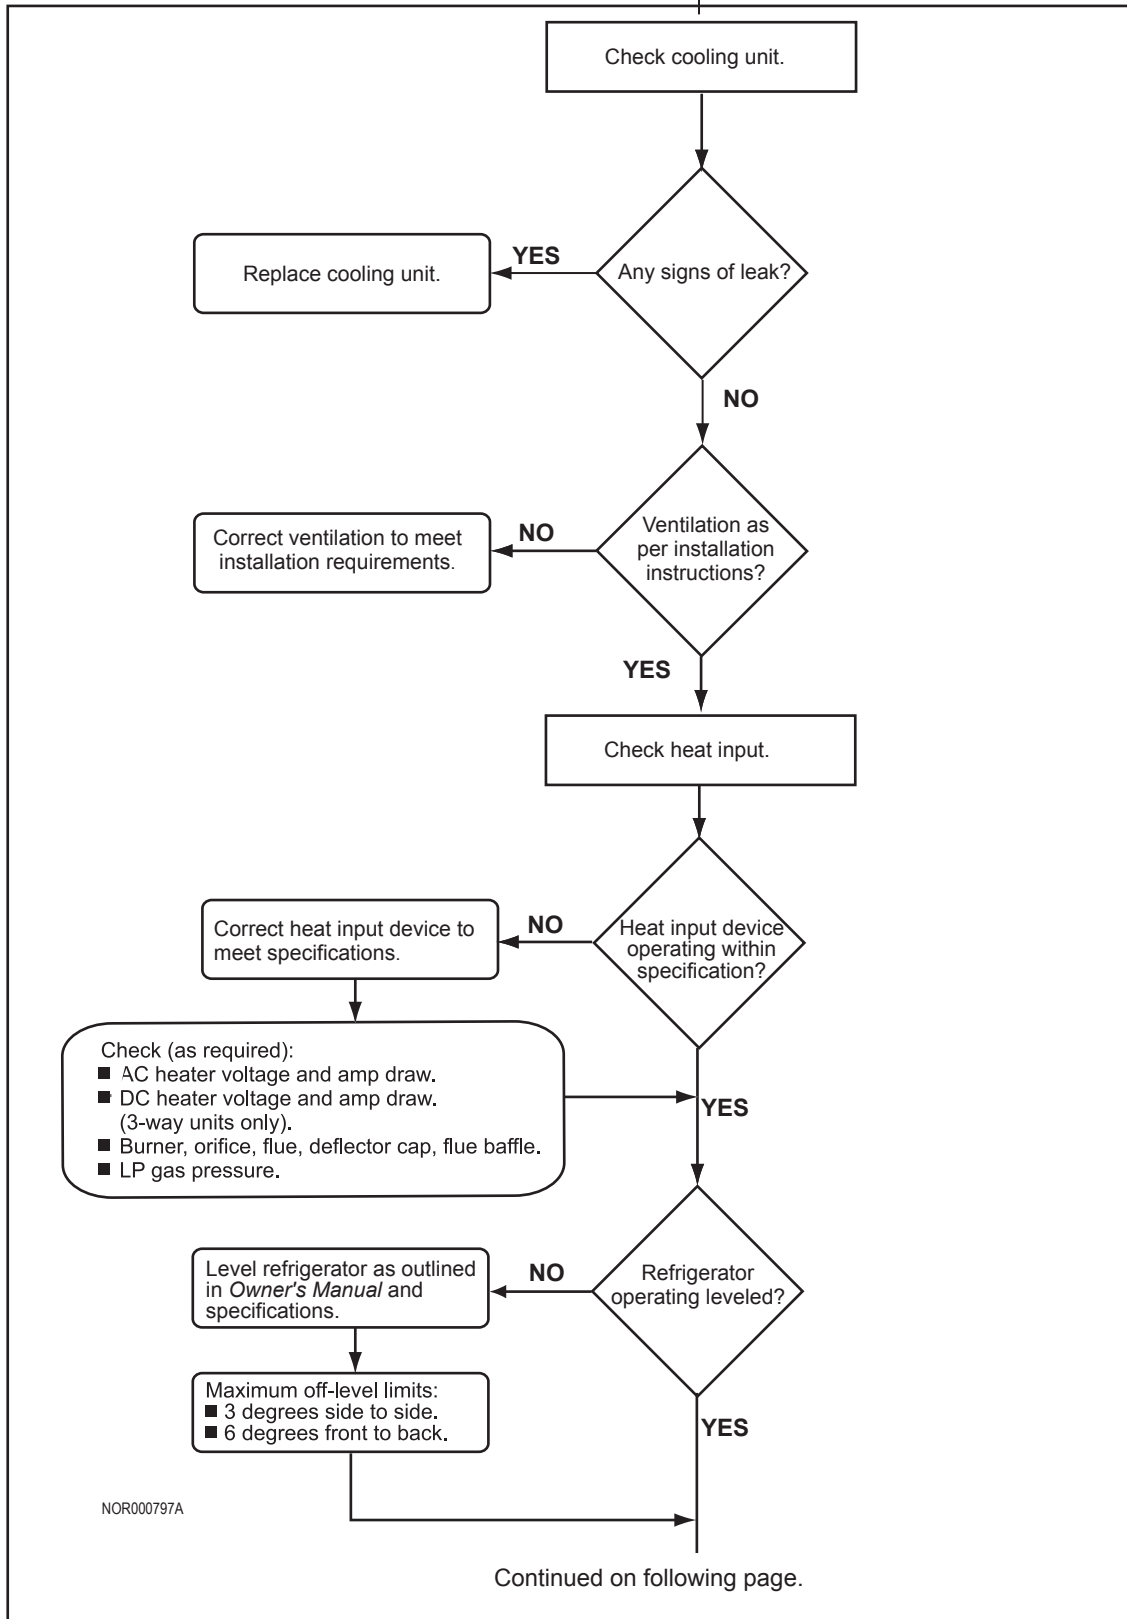 Check cooling unit.
Any signs of leak?
YES
Replace cooling unit.
NO
Ventilation as
per installation
instructions?
NO
Correct ventilation to meet
installation requirements.
YES
Check heat input.
Heat input device
operating within
specification?
NO
Correct heat input device to
meet specifications.
Check (as required):
■ AC heater voltage and amp draw.
■ DC heater voltage and amp draw.
(3-way units only).
■ Burner, orifice, flue, deflector cap, flue baffle.
■ LP gas pressure.
YES
Refrigerator
operating leveled?
NO
Level refrigerator as outlined
in Owner's Manual and
specifications.
Maximum off-level limits:
■ 3 degrees side to side.
■ 6 degrees front to back.
YES
NOR000797A
Continued on following page.